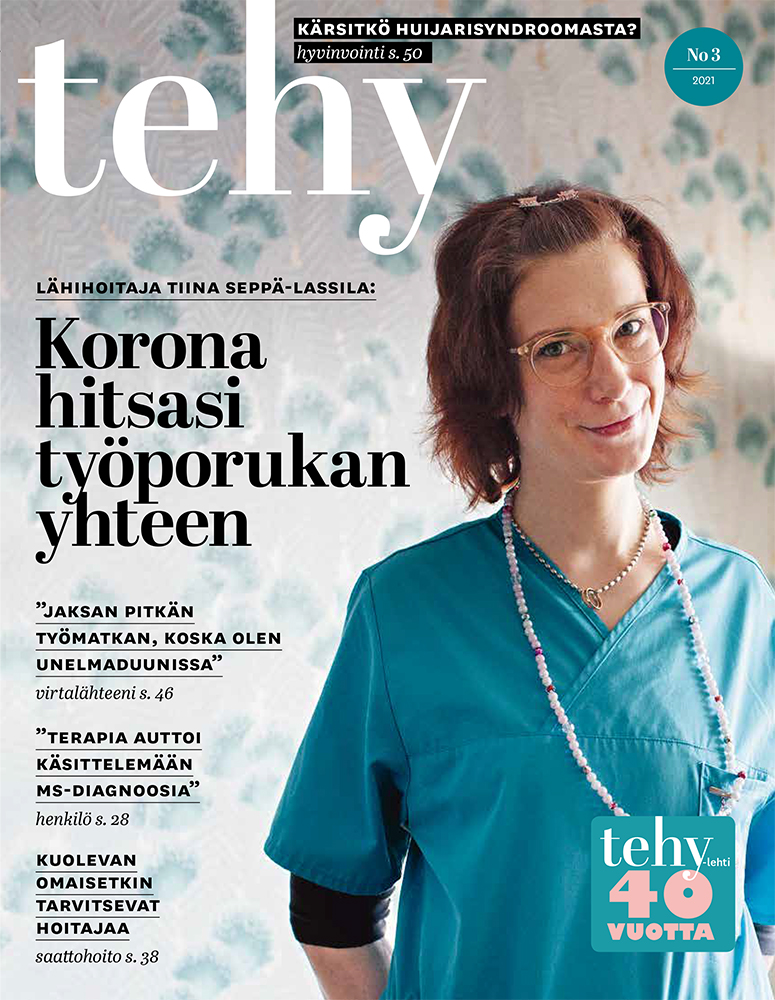 KÄRSITKÖ HUIJARISYNDROOMASTA?
hyvinvointi s. 50
No 3
2021
tehy
LÄHIHOITAJA TIINA SEPPÄ-LASSILA:
Korona
hitsasi
työporukan
yhteen
”JAKSAN PITKÄN
TYÖMATKAN, KOSKA OLEN
UNELMADUUNISSA”
virtalähteeni s. 46
”TERAPIA AUTTOI
KÄSITTELEMÄÄN
MS-DIAGNOOSIA”
henkilö s. 28
KUOLEVAN
OMAISETKIN
TARVITSEVAT
HOITAJAA
saattohoito s. 38
tehy-lehti
40
VUOTTA